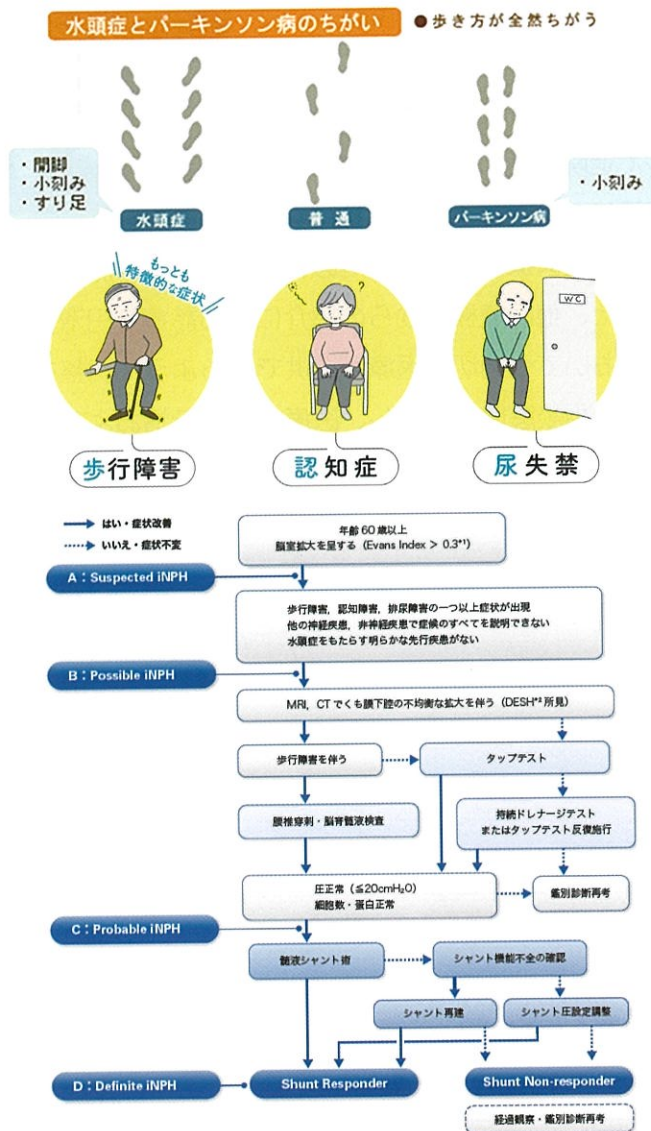 水頭症とパーキンソン病のちがい
●歩き方が全然ちがう
・開脚
・小刻み
・すり足
水頭症
普通
パーキンソン病
・小刻み
もっとも
特徴的な症状
?
WC
歩行障害
認知症
尿失禁
はい・症状改善
いいえ・症状不変
年齢60歳以上
脳室拡大を呈する（Evans Index > 0.3*1）
A：Suspected iNPH
歩行障害，認知障害，排尿障害の一つ以上症状が出現
他の神経疾患，非神経疾患で症候のすべてを説明できない
水頭症をもたらす明らかな先行疾患がない
B：Possible iNPH
MRI，CTでくも膜下腔の不均衡な拡大を伴う（DESH*2所見）
歩行障害を伴う
タップテスト
腰椎穿刺・脳脊髄液検査
持続ドレナージテスト
またはタップテスト反復施行
圧正常（≦20cmH₂O）
細胞数・蛋白正常
鑑別診断再考
C：Probable iNPH
髄液シャント術
シャント機能不全の確認
シャント再建
シャント圧設定調整
D：Definite iNPH
Shunt Responder
Shunt Non-responder
経過観察・鑑別診断再考